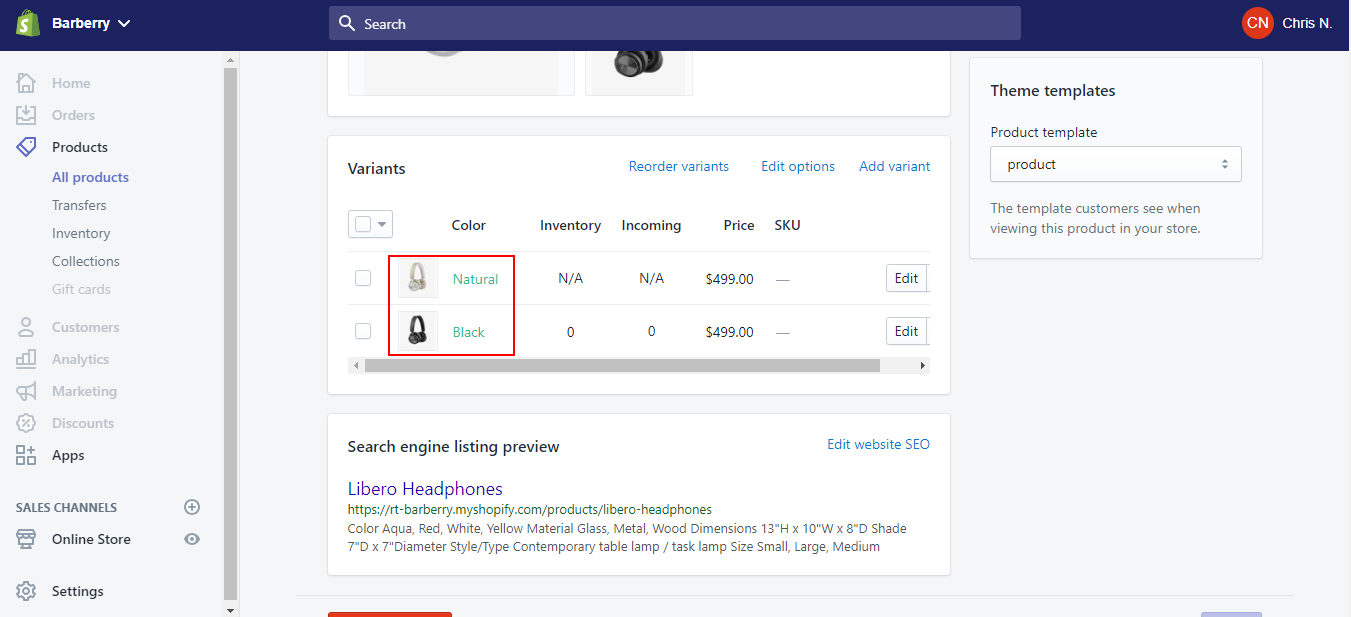 Barberry
Search
CN Chris N.
Home
Orders
Products
All products
Transfers
Inventory
Collections
Gift cards
Customers
Analytics
Marketing
Discounts
Apps
SALES CHANNELS
Online Store
Settings
Variants
Reorder variants Edit options Add variant
Color Inventory Incoming Price SKU
Natural N/A N/A $499.00 — Edit
Black 0 0 $499.00 — Edit
Search engine listing preview
Edit website SEO
Libero Headphones
https://rt-barberry.myshopify.com/products/libero-headphones
Color Aqua, Red, White, Yellow Material Glass, Metal, Wood Dimensions 13"H x 10"W x 8"D Shade
7"D x 7"Diameter Style/Type Contemporary table lamp / task lamp Size Small, Large, Medium
Theme templates
Product template
product
The template customers see when
viewing this product in your store.